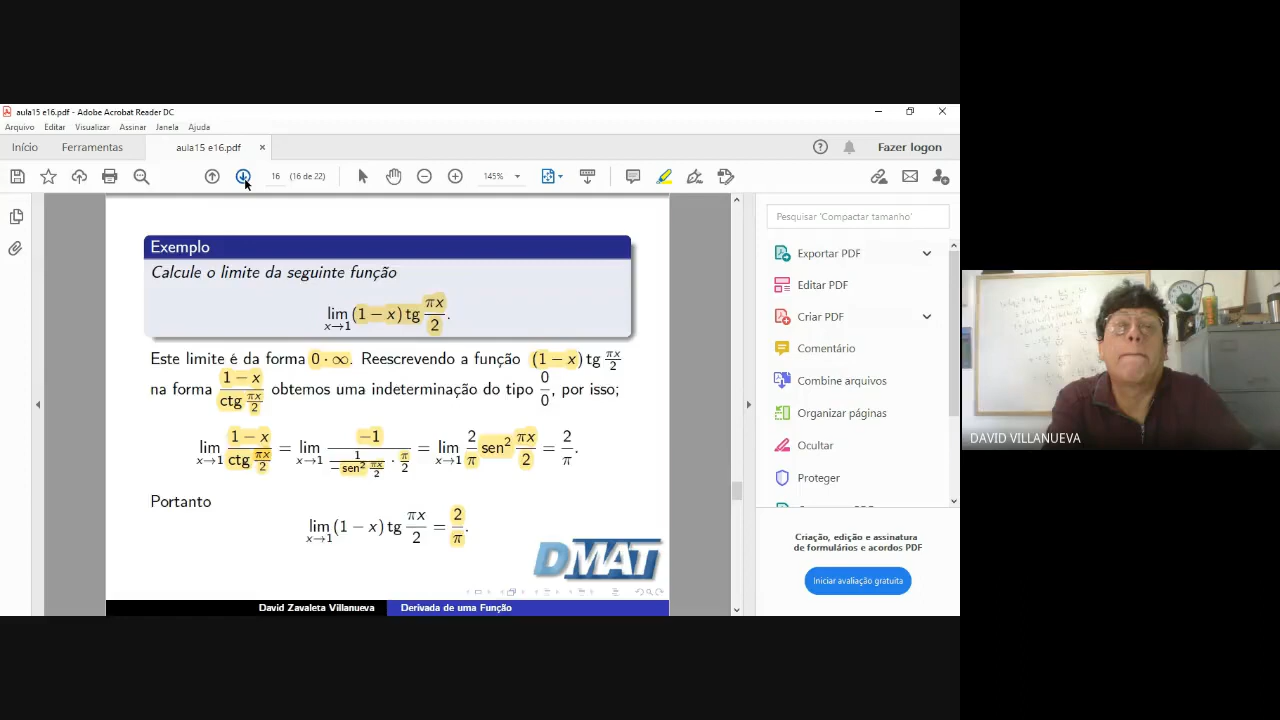 aula15 e16.pdf - Adobe Acrobat Reader DC
Arquivo Editar Visualizar Assinar Janela Ajuda
Início Ferramentas aula15 e16.pdf × Fazer logon
16 (16 de 22) 145%
Pesquisar 'Compactar tamanho'
Exportar PDF
Editar PDF
Criar PDF
Comentário
Combine arquivos
Organizar páginas
Ocultar
Proteger
Criação, edição e assinatura
de formulários e acordos PDF
Iniciar avaliação gratuita
Exemplo
Calcule o limite da seguinte função
lim x→1 (1 − x) tg πx/2.
Este limite é da forma 0 · ∞. Reescrevendo a função (1 − x) tg πx/2
na forma (1 − x)/(ctg πx/2) obtemos uma indeterminação do tipo 0/0, por isso;
lim x→1 (1 − x)/(ctg πx/2) = lim x→1 −1/(1/(−sen² πx/2) · π/2) = lim x→1 2/π sen² πx/2 = 2/π.
Portanto
lim x→1 (1 − x) tg πx/2 = 2/π.
DMAT
David Zavaleta Villanueva Derivada de uma Função
DAVID VILLANUEVA